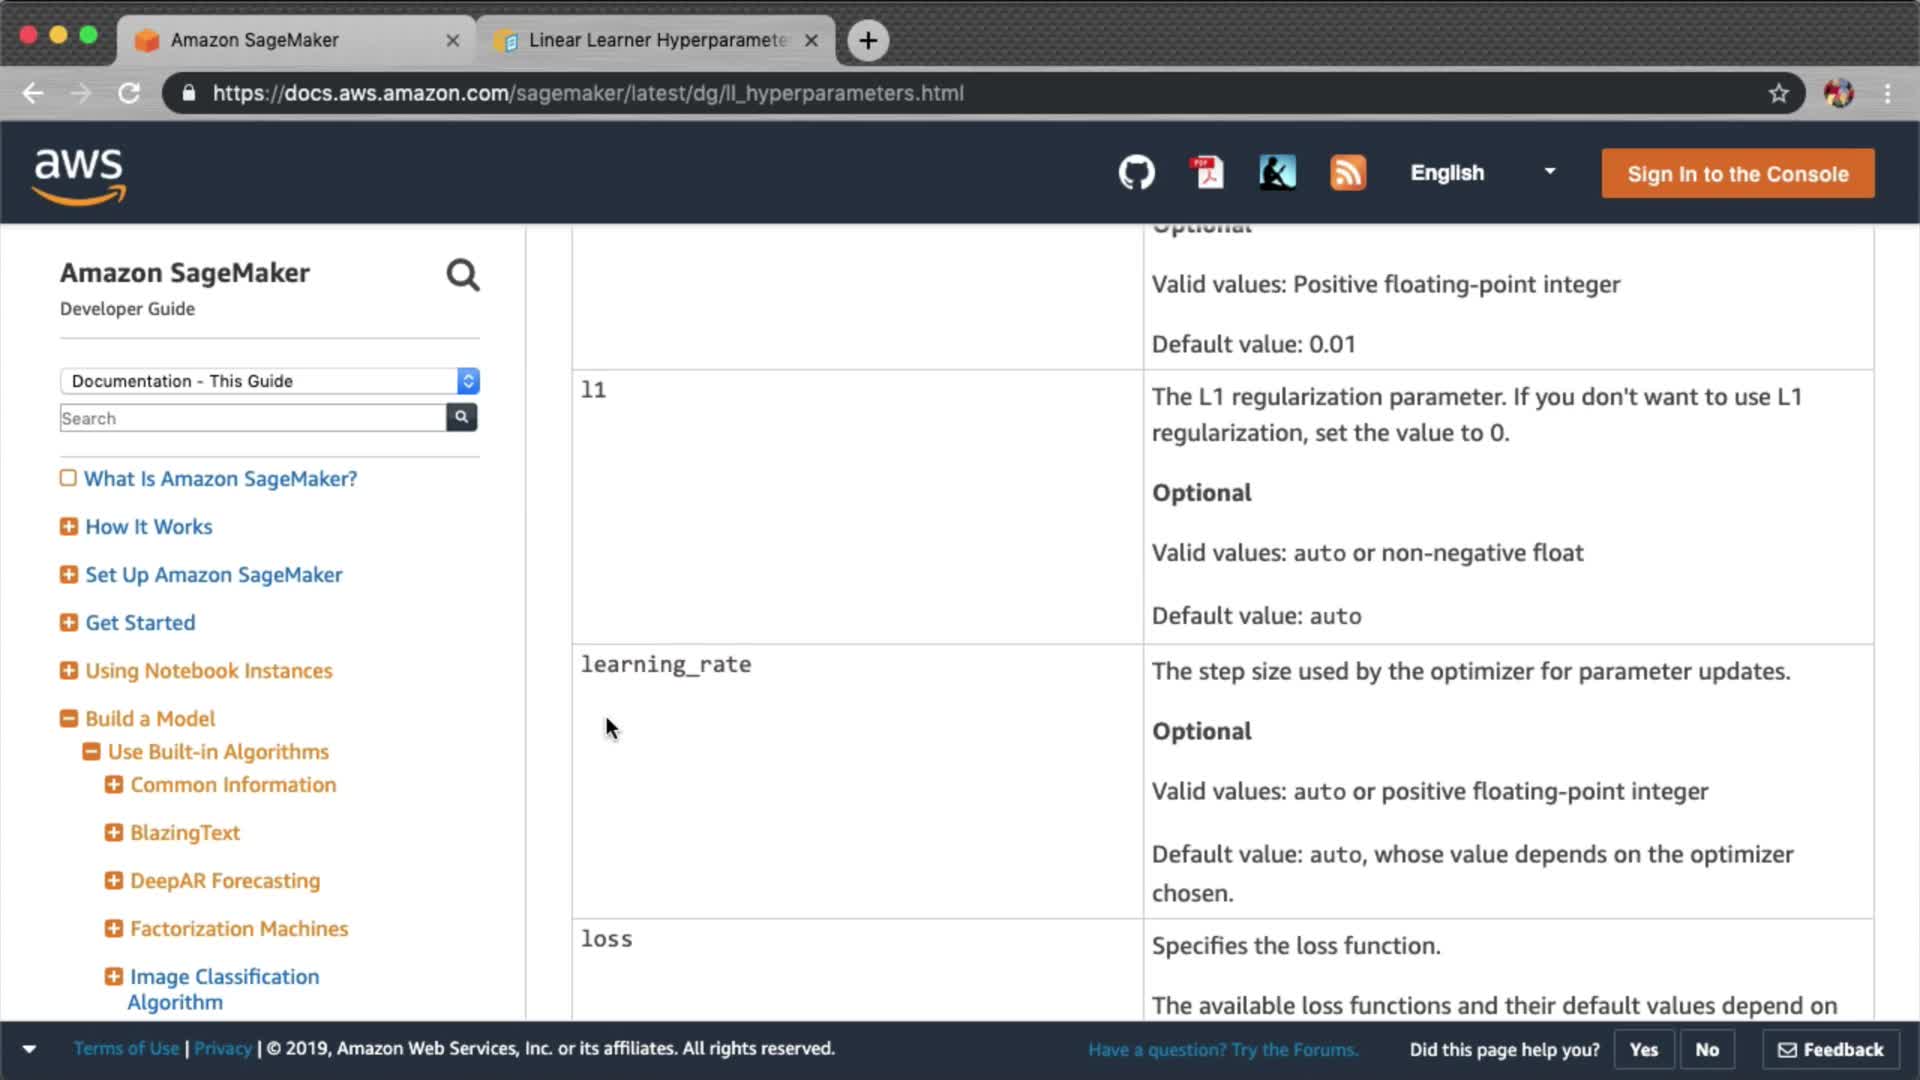 Amazon SageMaker
Linear Learner Hyperparamete
https://docs.aws.amazon.com/sagemaker/latest/dg/ll_hyperparameters.html
aws
PDF
English
Sign In to the Console
Amazon SageMaker
Developer Guide
Documentation - This Guide
Search
What Is Amazon SageMaker?
How It Works
Set Up Amazon SageMaker
Get Started
Using Notebook Instances
Build a Model
Use Built-in Algorithms
Common Information
BlazingText
DeepAR Forecasting
Factorization Machines
Image Classification
Algorithm
Optional
Valid values: Positive floating-point integer
Default value: 0.01
l1
The L1 regularization parameter. If you don't want to use L1
regularization, set the value to 0.
Optional
Valid values: auto or non-negative float
Default value: auto
learning_rate
The step size used by the optimizer for parameter updates.
Optional
Valid values: auto or positive floating-point integer
Default value: auto, whose value depends on the optimizer
chosen.
loss
Specifies the loss function.
The available loss functions and their default values depend on
Terms of Use | Privacy | © 2019, Amazon Web Services, Inc. or its affiliates. All rights reserved.
Have a question? Try the Forums.
Did this page help you?
Yes
No
Feedback